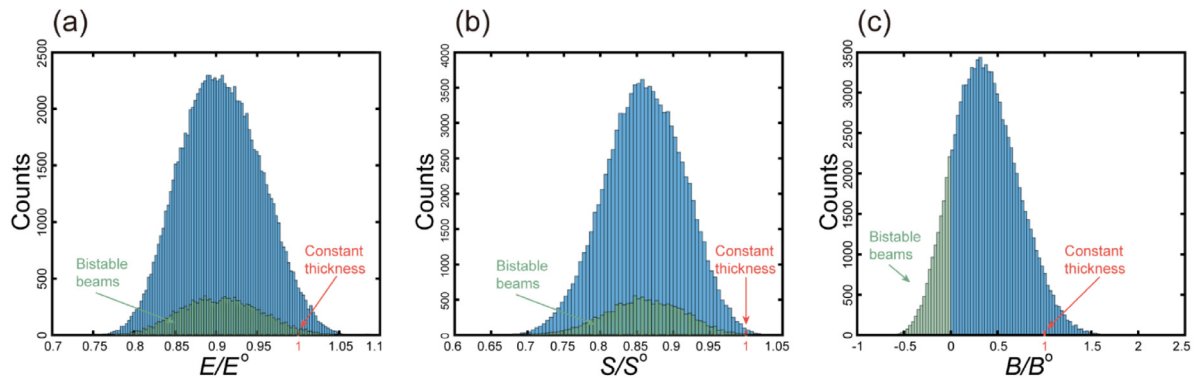 (a)
2500
2000
1500
1000
500
0
Counts
Bistable
beams
Constant
thickness
0.7 0.75 0.8 0.85 0.9 0.95 1 1.05 1.1
E/E°
(b)
4000
3500
3000
2500
2000
1500
1000
500
0
Counts
Bistable
beams
Constant
thickness
0.6 0.65 0.7 0.75 0.8 0.85 0.9 0.95 1 1.05
S/S°
(c)
3500
3000
2500
2000
1500
1000
500
0
Counts
Bistable
beams
Constant
thickness
-1 -0.5 0 0.5 1 1.5 2 2.5
B/B°